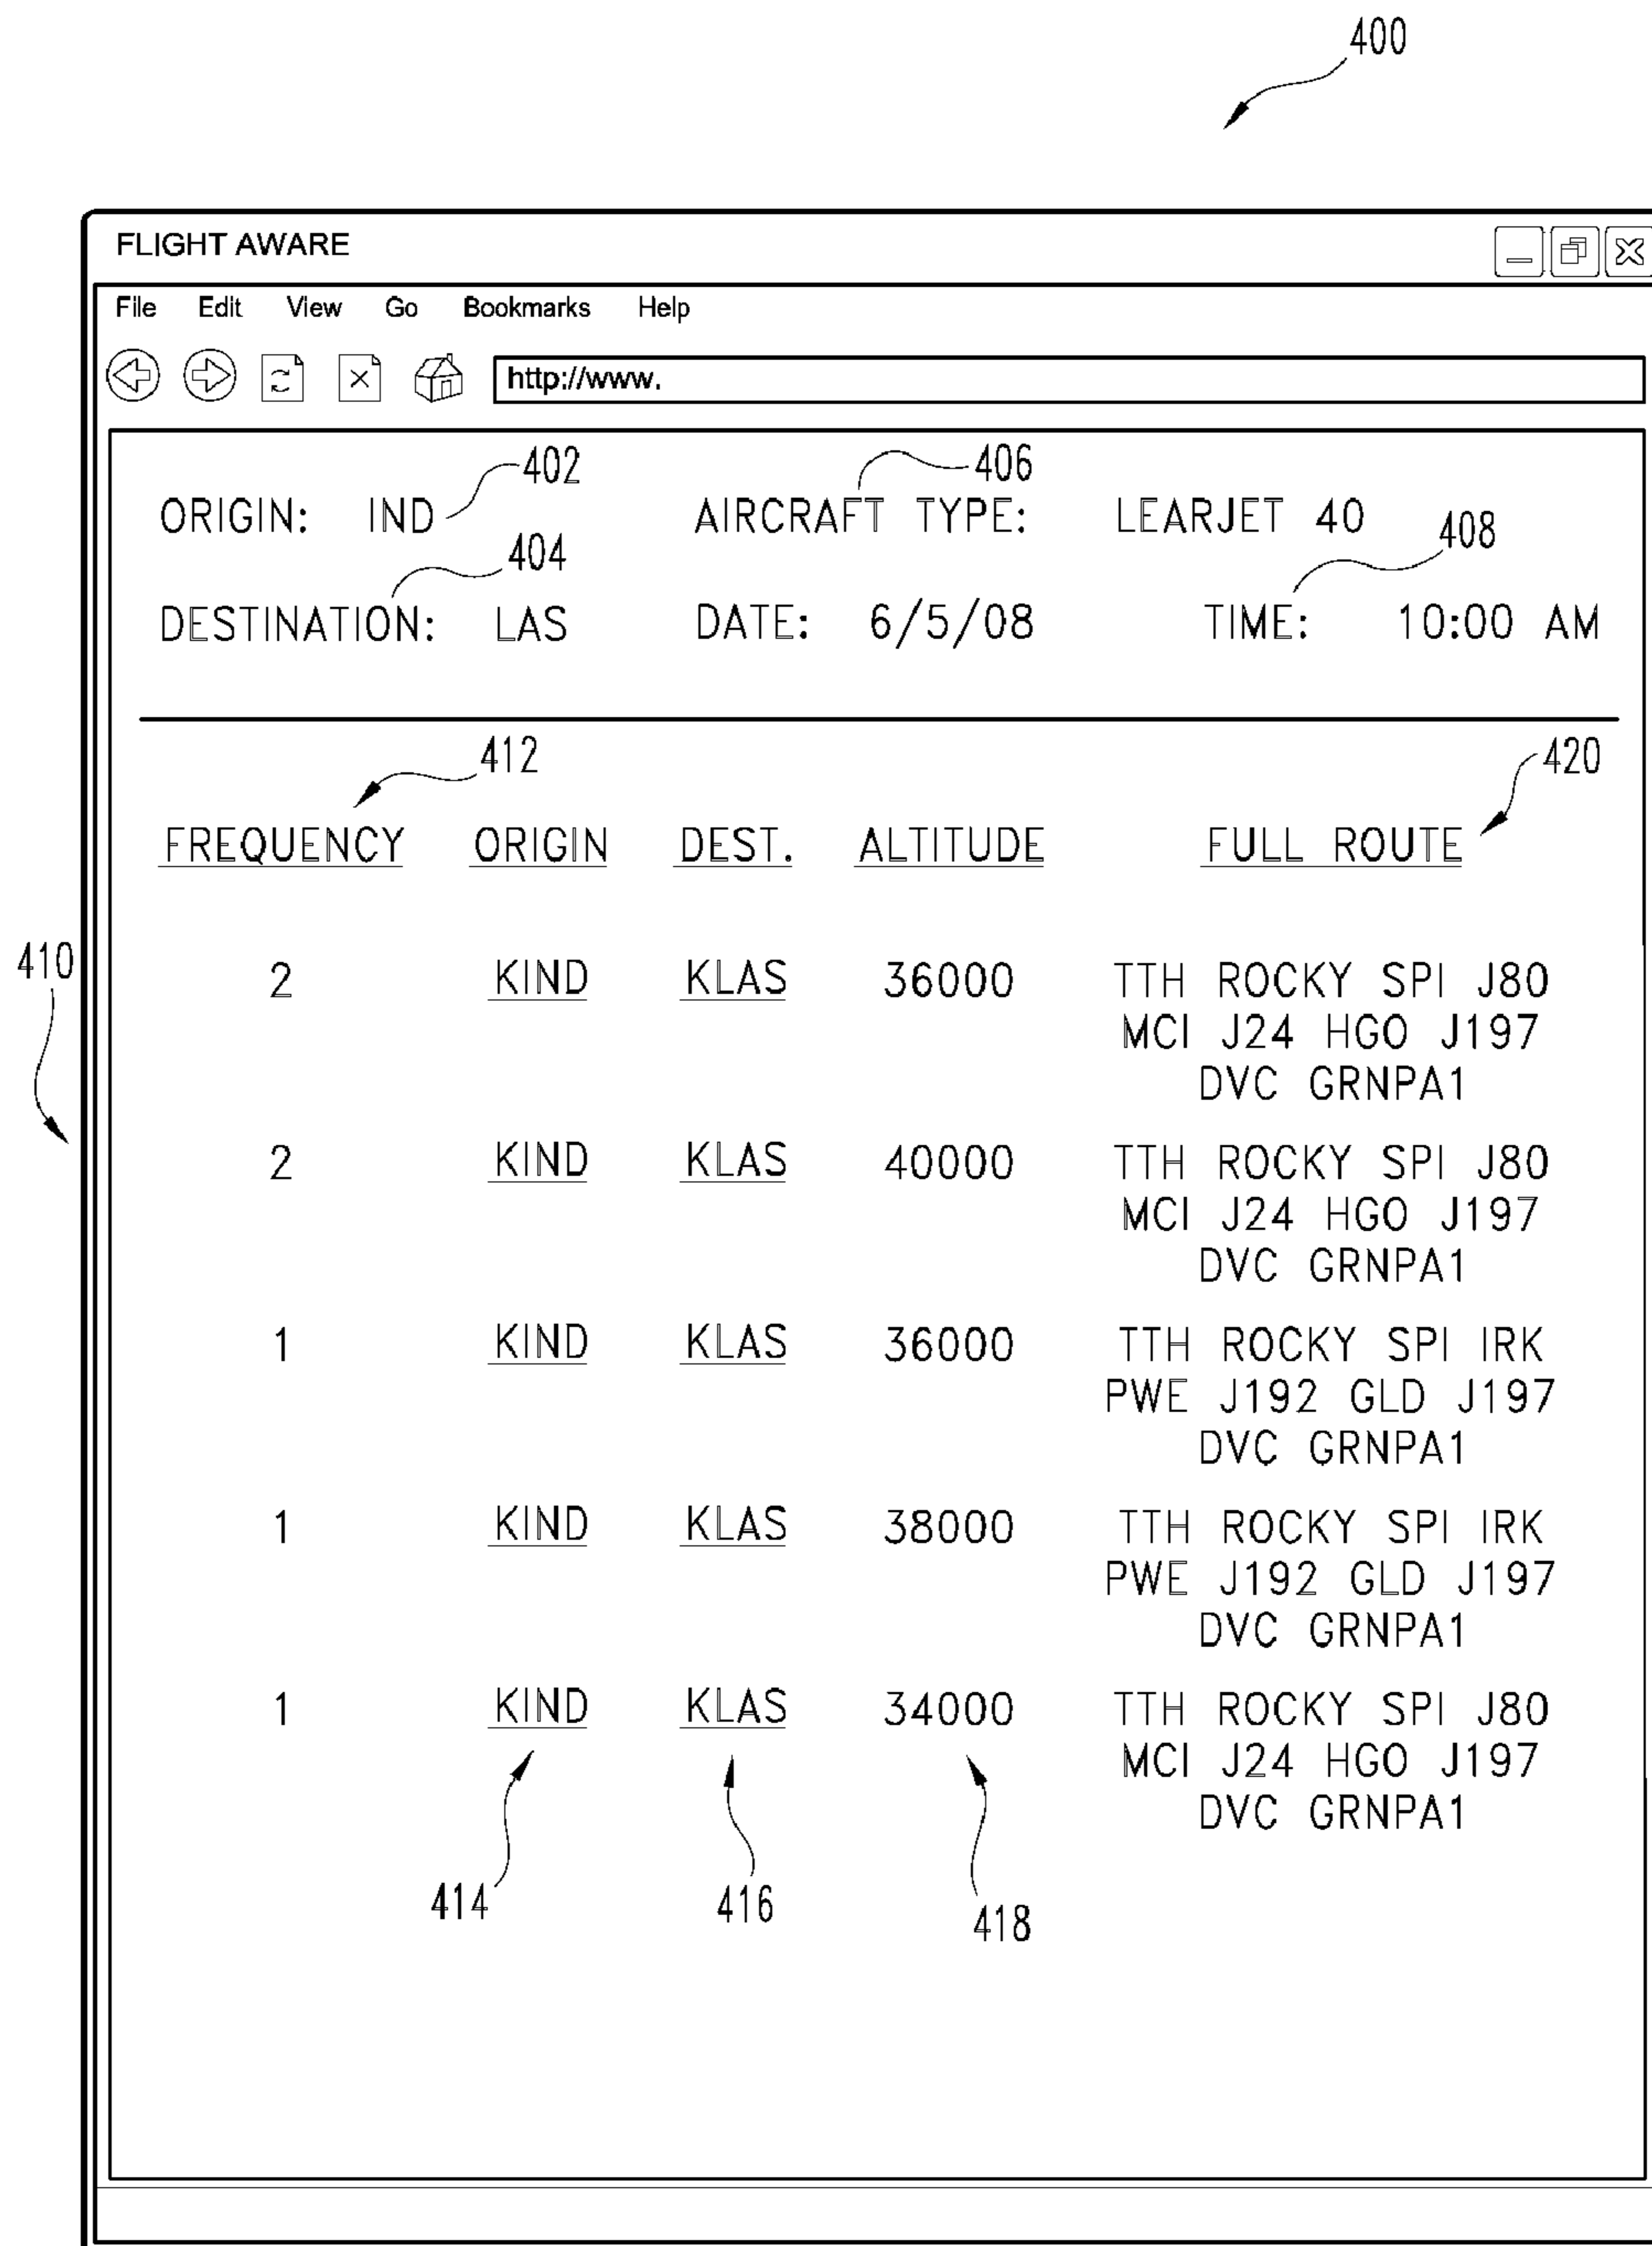 400
FLIGHT AWARE
File Edit View Go Bookmarks Help
http://www.
402 406
ORIGIN: IND AIRCRAFT TYPE: LEARJET 40
404 408
DESTINATION: LAS DATE: 6/5/08 TIME: 10:00 AM
412 420
FREQUENCY ORIGIN DEST. ALTITUDE FULL ROUTE
410
2 KIND KLAS 36000 TTH ROCKY SPI J80
MCI J24 HGO J197
DVC GRNPA1
2 KIND KLAS 40000 TTH ROCKY SPI J80
MCI J24 HGO J197
DVC GRNPA1
1 KIND KLAS 36000 TTH ROCKY SPI IRK
PWE J192 GLD J197
DVC GRNPA1
1 KIND KLAS 38000 TTH ROCKY SPI IRK
PWE J192 GLD J197
DVC GRNPA1
1 KIND KLAS 34000 TTH ROCKY SPI J80
MCI J24 HGO J197
DVC GRNPA1
414 416 418